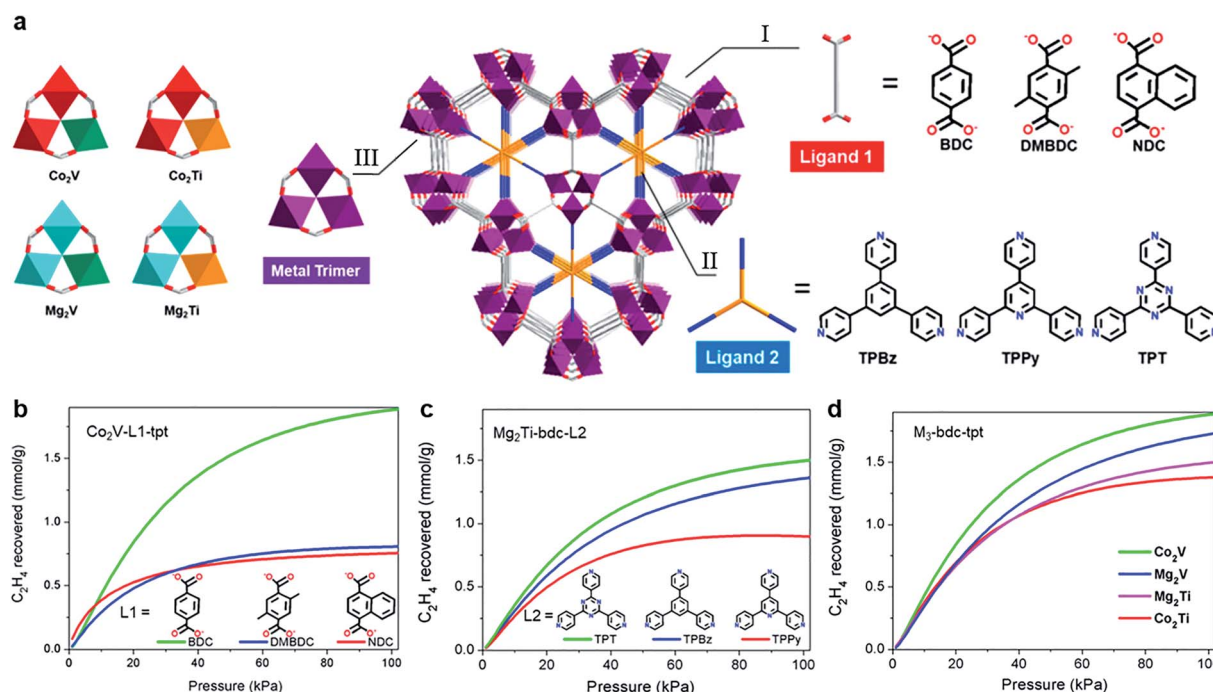 a
Co₂V
Co₂Ti
Mg₂V
Mg₂Ti
III
Metal Trimer
I
II
Ligand 1
=
-O O
O O-
BDC
-O O
O O-
DMBDC
-O O
O O-
NDC
Ligand 2
=
N
N N
TPBz
N
N
N N
TPPy
N
N N
N
N N
TPT
b
Co₂V-L1-tpt
C₂H₄ recovered (mmol/g)
1.5
1.0
0.5
0.0
L1 =
-O O
O O-
BDC
-O O
O O-
DMBDC
-O O
O O-
NDC
0 20 40 60 80 100
Pressure (kPa)
c
Mg₂Ti-bdc-L2
C₂H₄ recovered (mmol/g)
1.5
1.0
0.5
0.0
L2 =
N
N N
N
N N
TPT
N
N N
TPBz
N
N
N N
TPPy
0 20 40 60 80 100
Pressure (kPa)
d
M₃-bdc-tpt
C₂H₄ recovered (mmol/g)
1.5
1.0
0.5
0.0
Co₂V
Mg₂V
Mg₂Ti
Co₂Ti
0 20 40 60 80 100
Pressure (kPa)